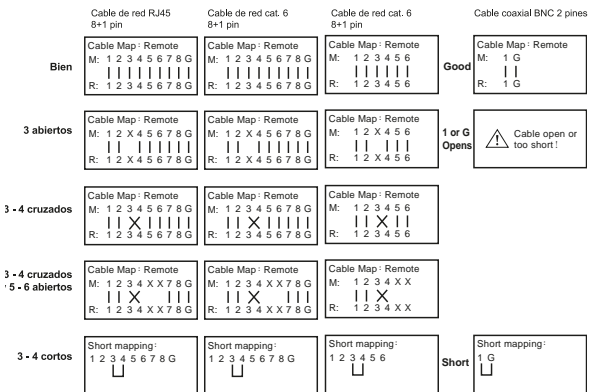 Cable de red RJ45
8+1 pin
Cable de red cat. 6
8+1 pin
Cable de red cat. 6
8+1 pin
Cable coaxial BNC 2 pines
Bien
Cable Map: Remote
M: 1 2 3 4 5 6 7 8 G
R: 1 2 3 4 5 6 7 8 G
Cable Map: Remote
M: 1 2 3 4 5 6 7 8 G
R: 1 2 3 4 5 6 7 8 G
Cable Map: Remote
M: 1 2 3 4 5 6
R: 1 2 3 4 5 6
Good
Cable Map: Remote
M: 1 G
R: 1 G
3 abiertos
Cable Map: Remote
M: 1 2 X 4 5 6 7 8 G
R: 1 2 X 4 5 6 7 8 G
Cable Map: Remote
M: 1 2 X 4 5 6 7 8 G
R: 1 2 X 4 5 6 7 8 G
Cable Map: Remote
M: 1 2 X 4 5 6
R: 1 2 X 4 5 6
1 or G
Opens
Cable open or
too short!
3 - 4 cruzados
Cable Map: Remote
M: 1 2 3 4 5 6 7 8 G
R: 1 2 3 4 5 6 7 8 G
Cable Map: Remote
M: 1 2 3 4 5 6 7 8 G
R: 1 2 3 4 5 6 7 8 G
Cable Map: Remote
M: 1 2 3 4 5 6
R: 1 2 3 4 5 6
3 - 4 cruzados
5 - 6 abiertos
Cable Map: Remote
M: 1 2 3 4 X X 7 8 G
R: 1 2 3 4 X X 7 8 G
Cable Map: Remote
M: 1 2 3 4 X X 7 8 G
R: 1 2 3 4 X X 7 8 G
Cable Map: Remote
M: 1 2 3 4 X X
R: 1 2 3 4 X X
3 - 4 cortos
Short mapping:
1 2 3 4 5 6 7 8 G
Short mapping:
1 2 3 4 5 6 7 8 G
Short mapping:
1 2 3 4 5 6
Short
Short mapping:
1 G